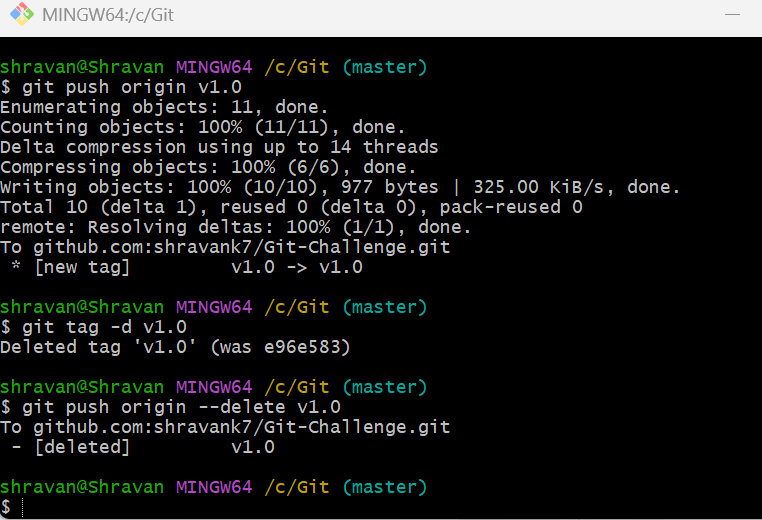 MINGW64:/c/Git
shravan@Shravan MINGW64 /c/Git (master)
$ git push origin v1.0
Enumerating objects: 11, done.
Counting objects: 100% (11/11), done.
Delta compression using up to 14 threads
Compressing objects: 100% (6/6), done.
Writing objects: 100% (10/10), 977 bytes | 325.00 KiB/s, done.
Total 10 (delta 1), reused 0 (delta 0), pack-reused 0
remote: Resolving deltas: 100% (1/1), done.
To github.com:shravank7/Git-Challenge.git
 * [new tag]         v1.0 -> v1.0
shravan@Shravan MINGW64 /c/Git (master)
$ git tag -d v1.0
Deleted tag 'v1.0' (was e96e583)
shravan@Shravan MINGW64 /c/Git (master)
$ git push origin --delete v1.0
To github.com:shravank7/Git-Challenge.git
 - [deleted]         v1.0
shravan@Shravan MINGW64 /c/Git (master)
$